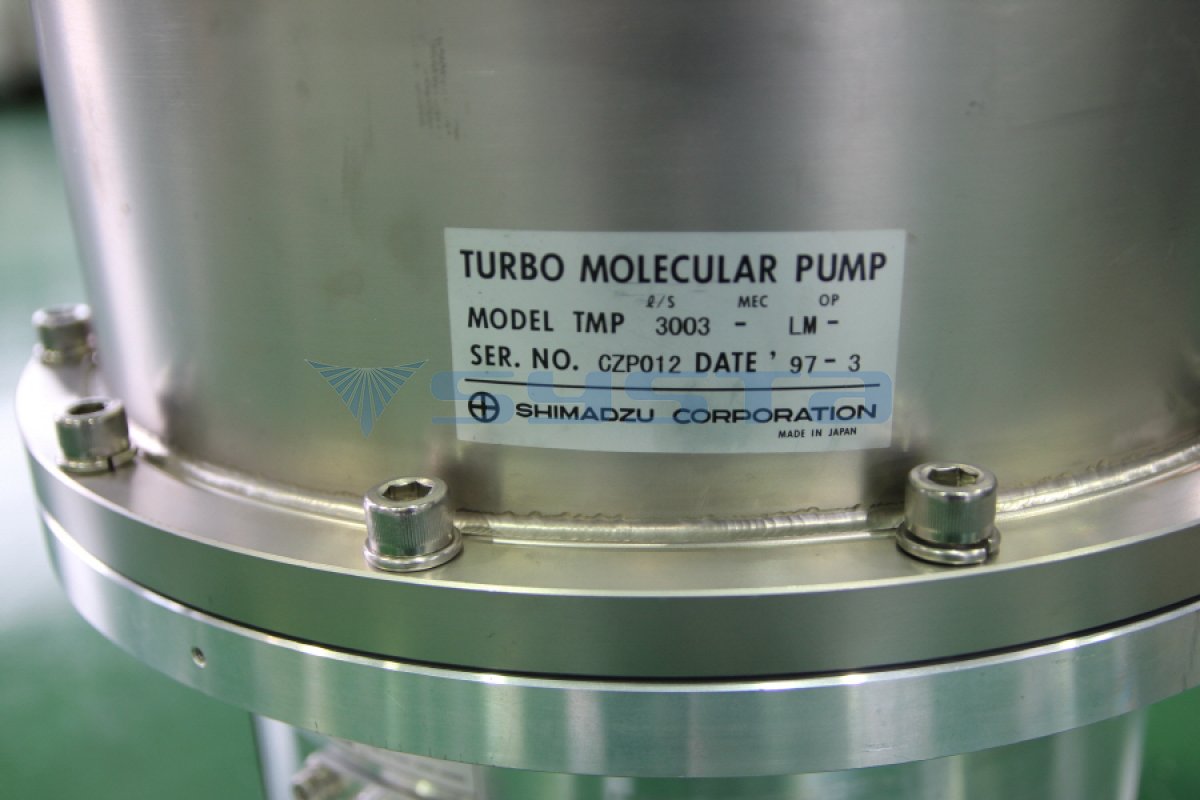 TURBO MOLECULAR PUMP
ℓ/S MEC OP
MODEL TMP 3003 - LM -
SER. NO. CZP012 DATE '97-3
SYSTA
SHIMADZU CORPORATION
MADE IN JAPAN